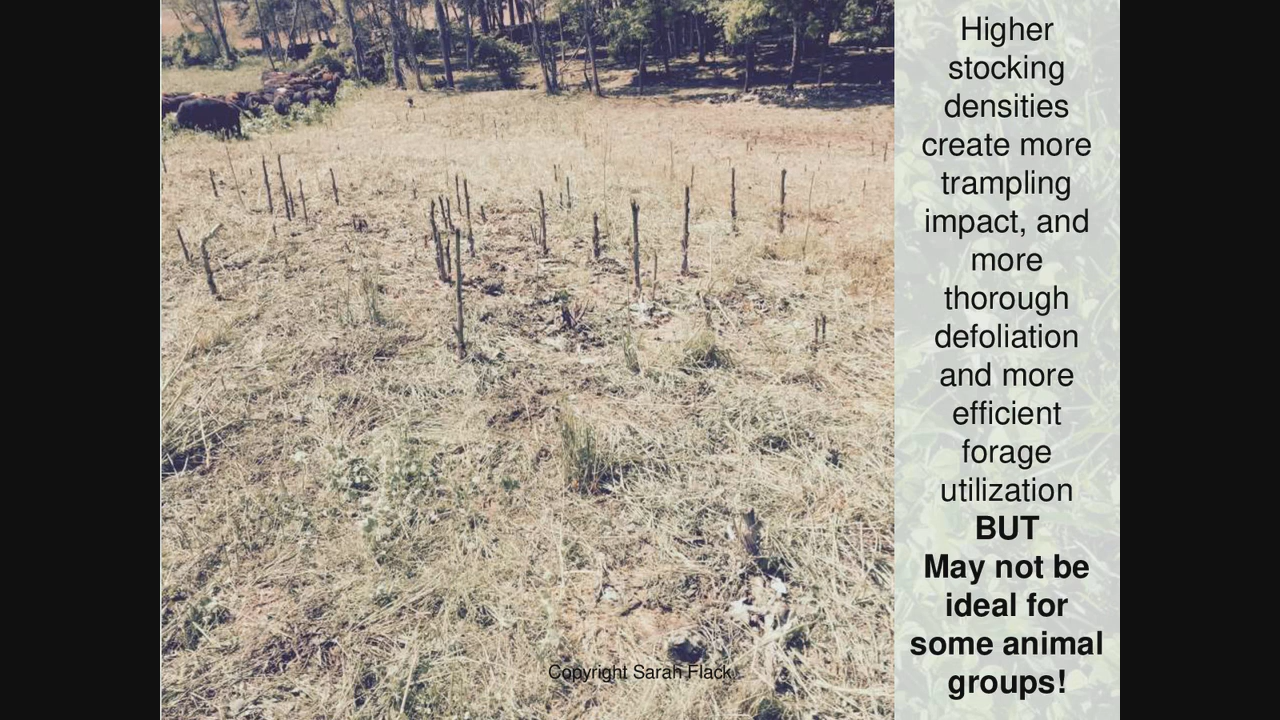 Higher
stocking
densities
create more
trampling
impact, and
more
thorough
defoliation
and more
efficient
forage
utilization
BUT
May not be
ideal for
some animal
groups!
Copyright Sarah Flack